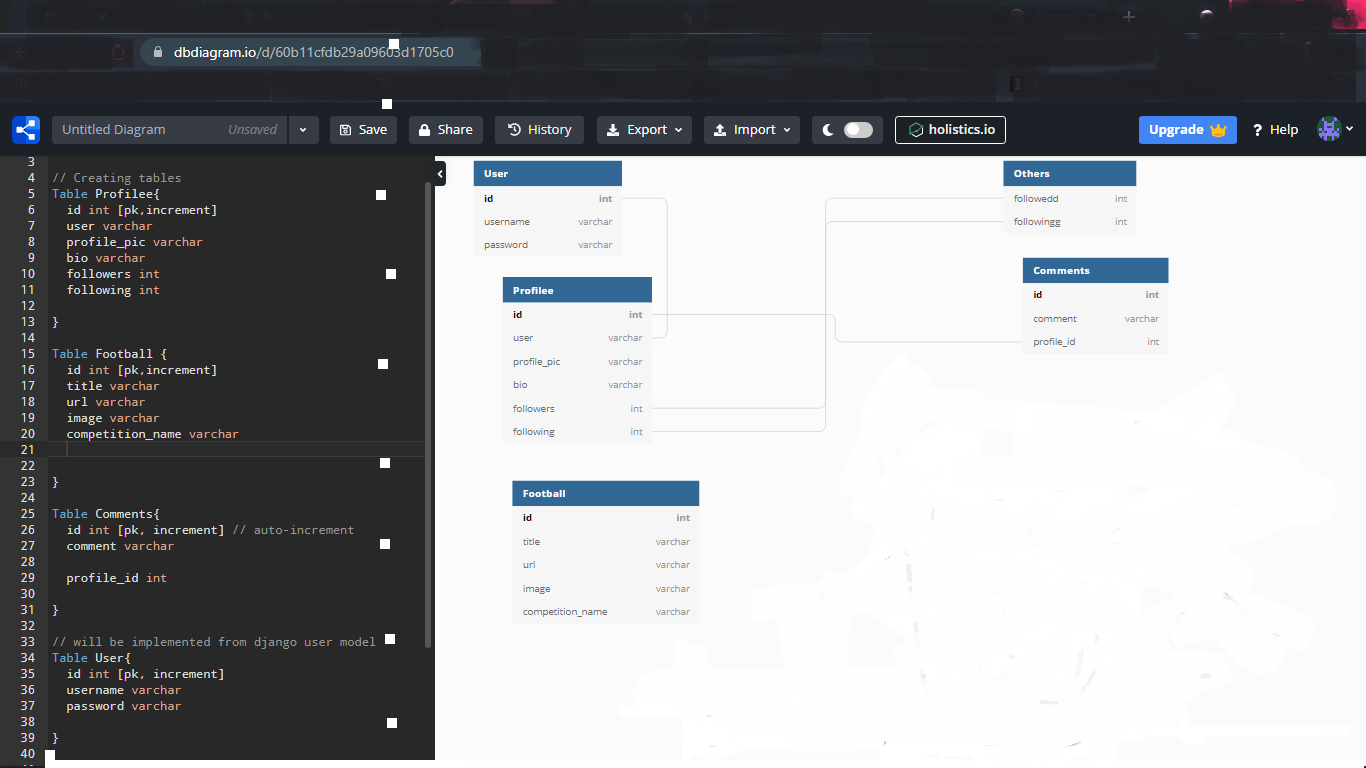 dbdiagram.io/d/60b11cfdb29a09603d1705c0
Untitled Diagram Unsaved Save Share History Export Import holistics.io Upgrade Help
3
4 // Creating tables
5 Table Profilee{
6 id int [pk,increment]
7 user varchar
8 profile_pic varchar
9 bio varchar
10 followers int
11 following int
12
13 }
14
15 Table Football {
16 id int [pk,increment]
17 title varchar
18 url varchar
19 image varchar
20 competition_name varchar
21
22
23 }
24
25 Table Comments{
26 id int [pk, increment] // auto-increment
27 comment varchar
28
29 profile_id int
30
31 }
32
33 // will be implemented from django user model
34 Table User{
35 id int [pk, increment]
36 username varchar
37 password varchar
38
39 }
40
User
id int
username varchar
password varchar
Profilee
id int
user varchar
profile_pic varchar
bio varchar
followers int
following int
Football
id int
title varchar
url varchar
image varchar
competition_name varchar
Others
followedd int
followingg int
Comments
id int
comment varchar
profile_id int